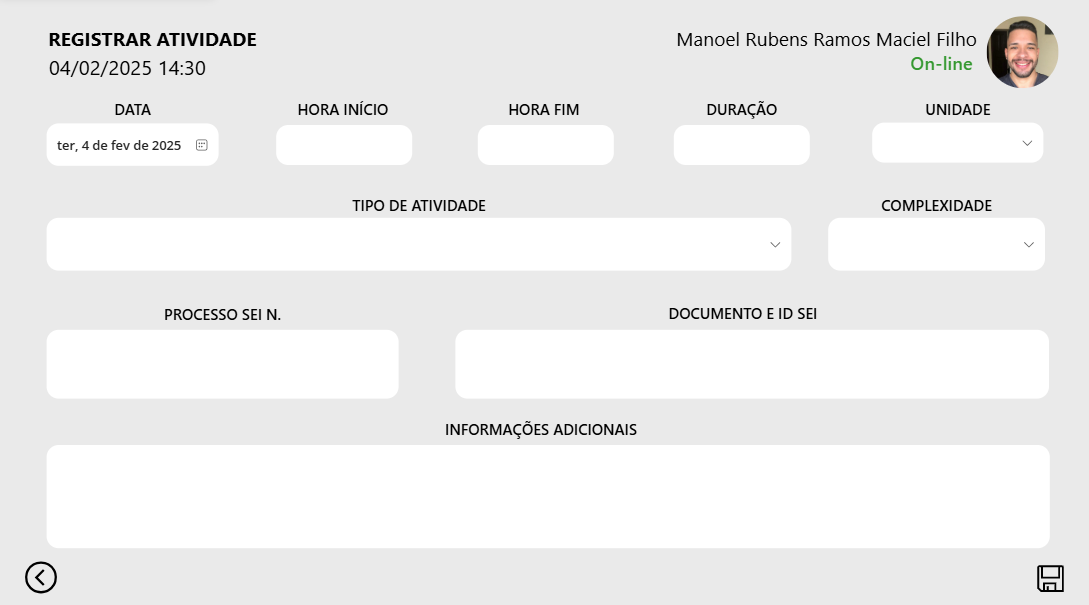 REGISTRAR ATIVIDADE
04/02/2025 14:30
Manoel Rubens Ramos Maciel Filho
On-line
DATA
HORA INÍCIO
HORA FIM
DURAÇÃO
UNIDADE
ter, 4 de fev de 2025
TIPO DE ATIVIDADE
COMPLEXIDADE
PROCESSO SEI N.
DOCUMENTO E ID SEI
INFORMAÇÕES ADICIONAIS